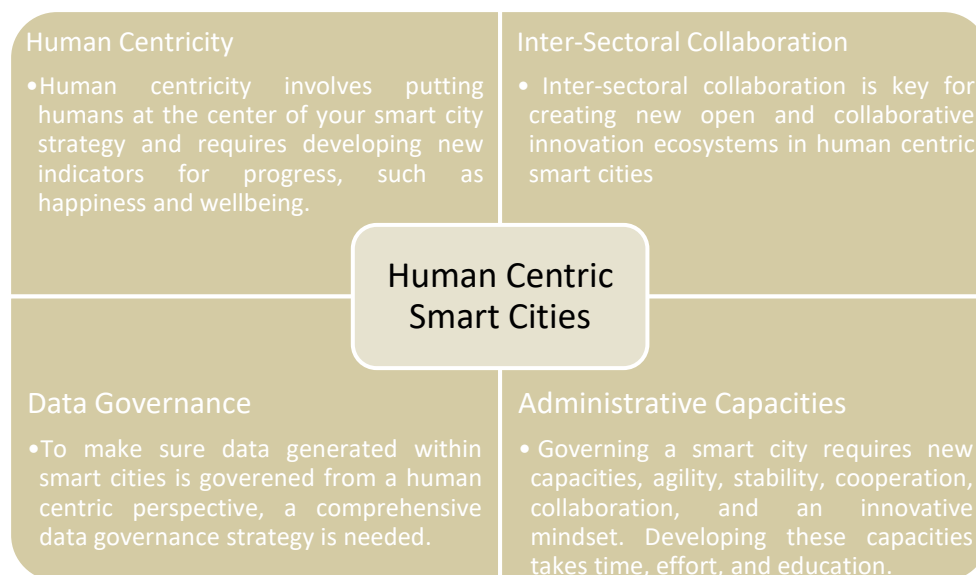 Human Centricity
•Human centricity involves putting
humans at the center of your smart city
strategy and requires developing new
indicators for progress, such as
happiness and wellbeing.
Inter-Sectoral Collaboration
• Inter-sectoral collaboration is key for
creating new open and collaborative
innovation ecosystems in human centric
smart cities
Human Centric
Smart Cities
Data Governance
•To make sure data generated within
smart cities is goverened from a human
centric perspective, a comprehensive
data governance strategy is needed.
Administrative Capacities
• Governing a smart city requires new
capacities, agility, stability, cooperation,
collaboration, and an innovative
mindset. Developing these capacities
takes time, effort, and education.